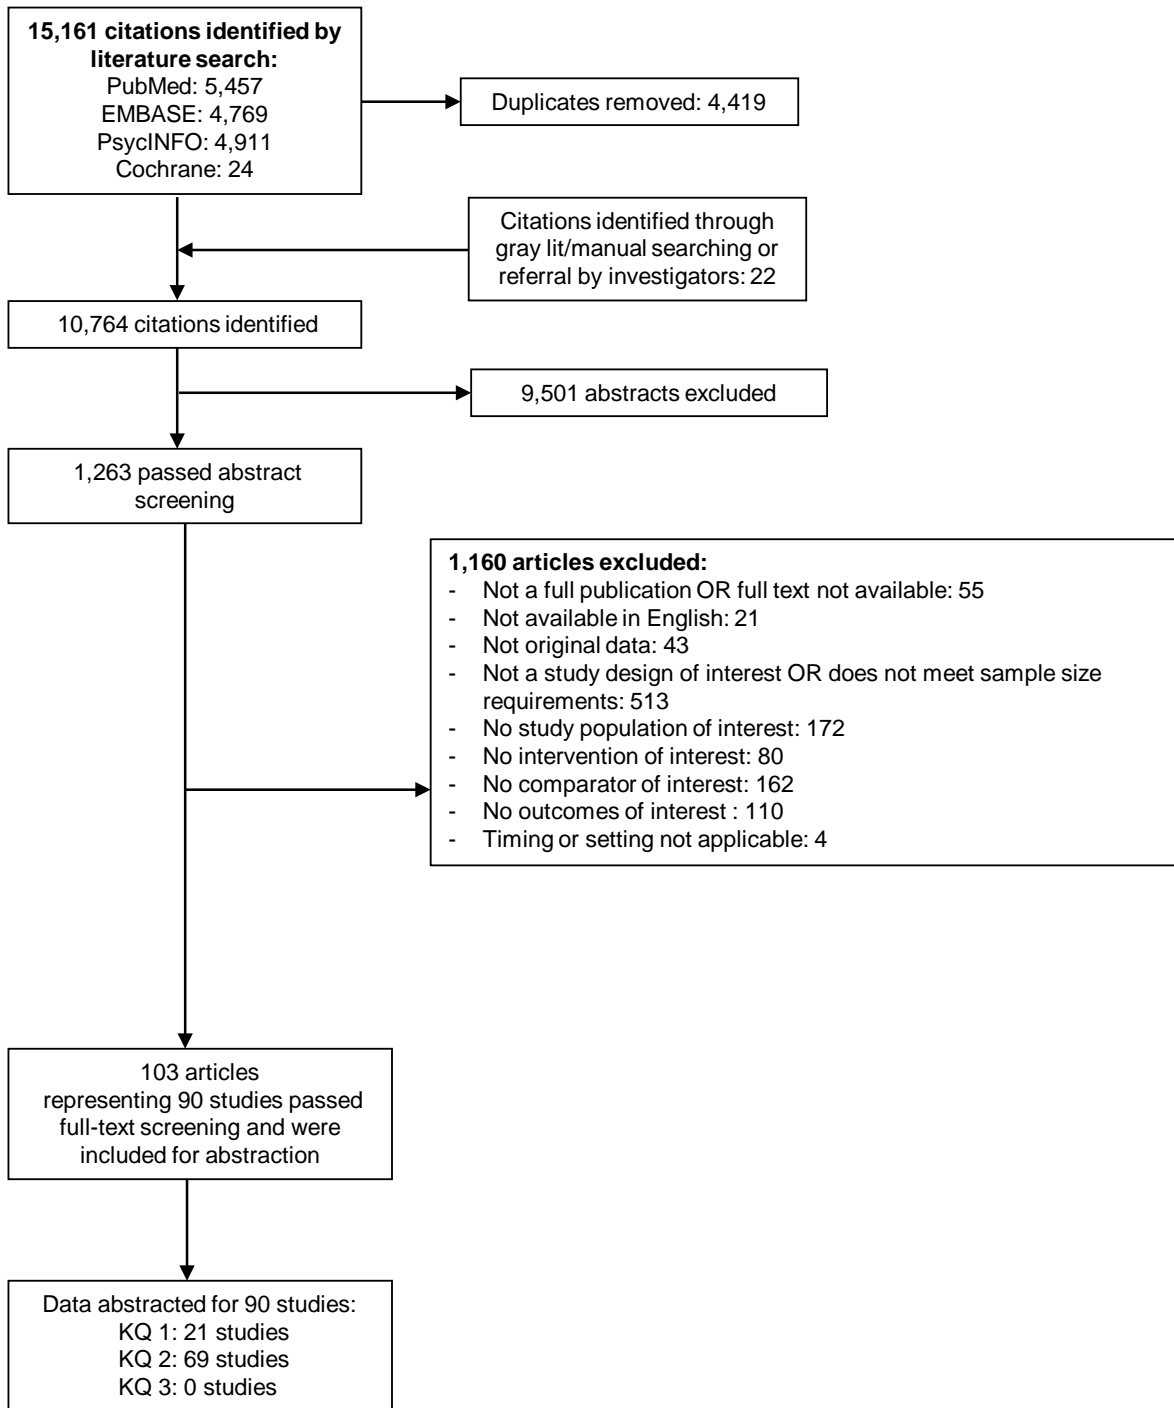 15,161 citations identified by
literature search:
PubMed: 5,457
EMBASE: 4,769
PsycINFO: 4,911
Cochrane: 24
Duplicates removed: 4,419
Citations identified through
gray lit/manual searching or
referral by investigators: 22
10,764 citations identified
9,501 abstracts excluded
1,263 passed abstract
screening
1,160 articles excluded:
- Not a full publication OR full text not available: 55
- Not available in English: 21
- Not original data: 43
- Not a study design of interest OR does not meet sample size
requirements: 513
- No study population of interest: 172
- No intervention of interest: 80
- No comparator of interest: 162
- No outcomes of interest : 110
- Timing or setting not applicable: 4
103 articles
representing 90 studies passed
full-text screening and were
included for abstraction
Data abstracted for 90 studies:
KQ 1: 21 studies
KQ 2: 69 studies
KQ 3: 0 studies